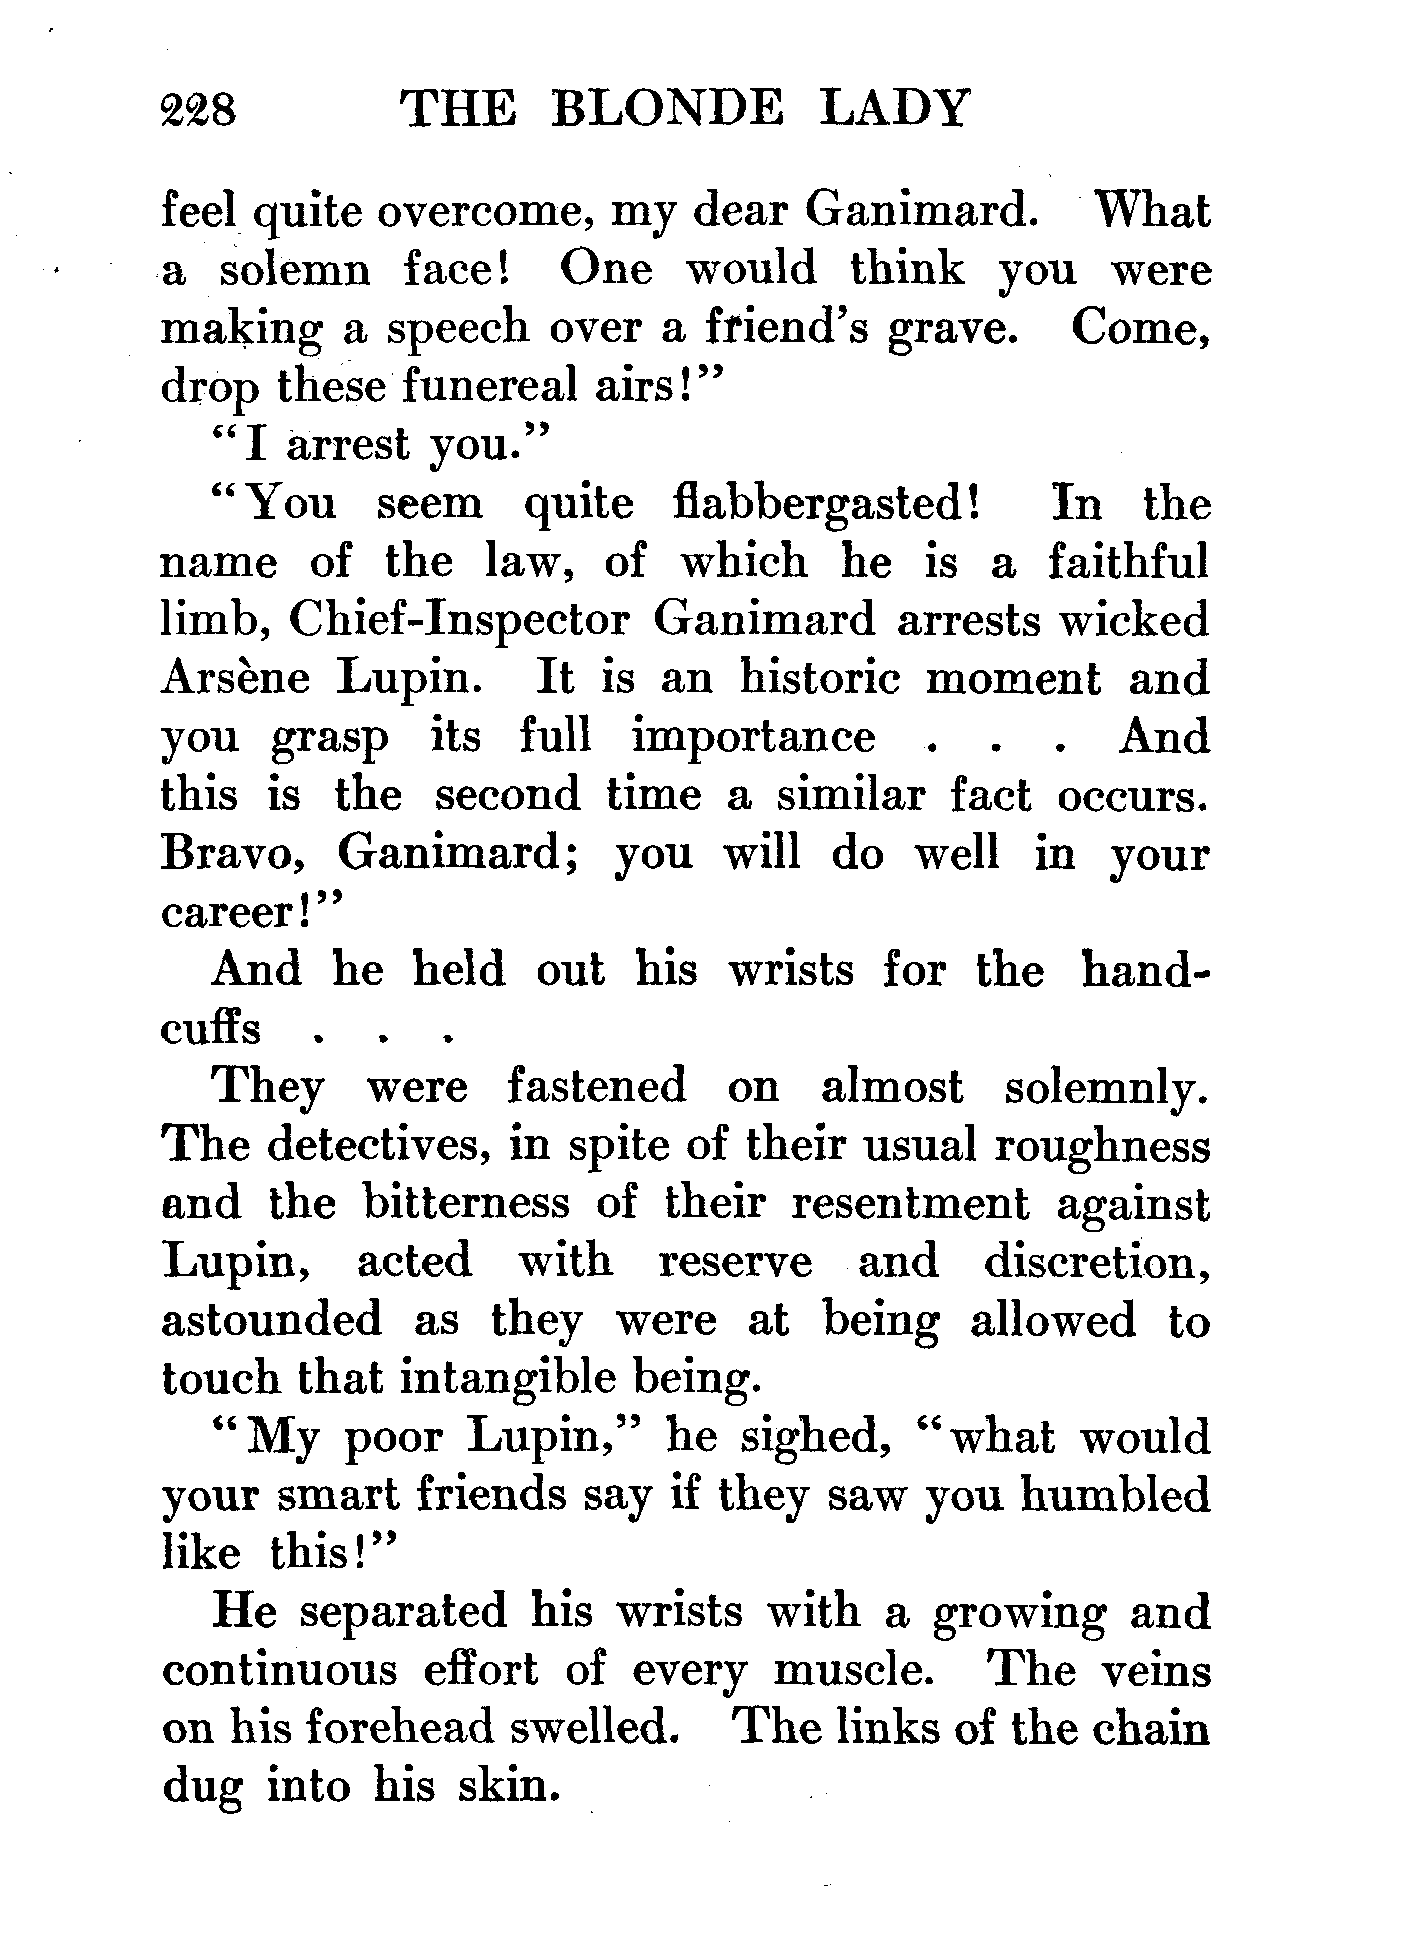 228 THE BLONDE LADY
feel quite overcome, my dear Ganimard. What
a solemn face! One would think you were
making a speech over a friend's grave. Come,
drop these funereal airs!"
"I arrest you."
"You seem quite flabbergasted! In the
name of the law, of which he is a faithful
limb, Chief-Inspector Ganimard arrests wicked
Arsène Lupin. It is an historic moment and
you grasp its full importance . . . And
this is the second time a similar fact occurs.
Bravo, Ganimard; you will do well in your
career!"
And he held out his wrists for the hand-
cuffs . . .
They were fastened on almost solemnly.
The detectives, in spite of their usual roughness
and the bitterness of their resentment against
Lupin, acted with reserve and discretion,
astounded as they were at being allowed to
touch that intangible being.
"My poor Lupin," he sighed, "what would
your smart friends say if they saw you humbled
like this!"
He separated his wrists with a growing and
continuous effort of every muscle. The veins
on his forehead swelled. The links of the chain
dug into his skin.